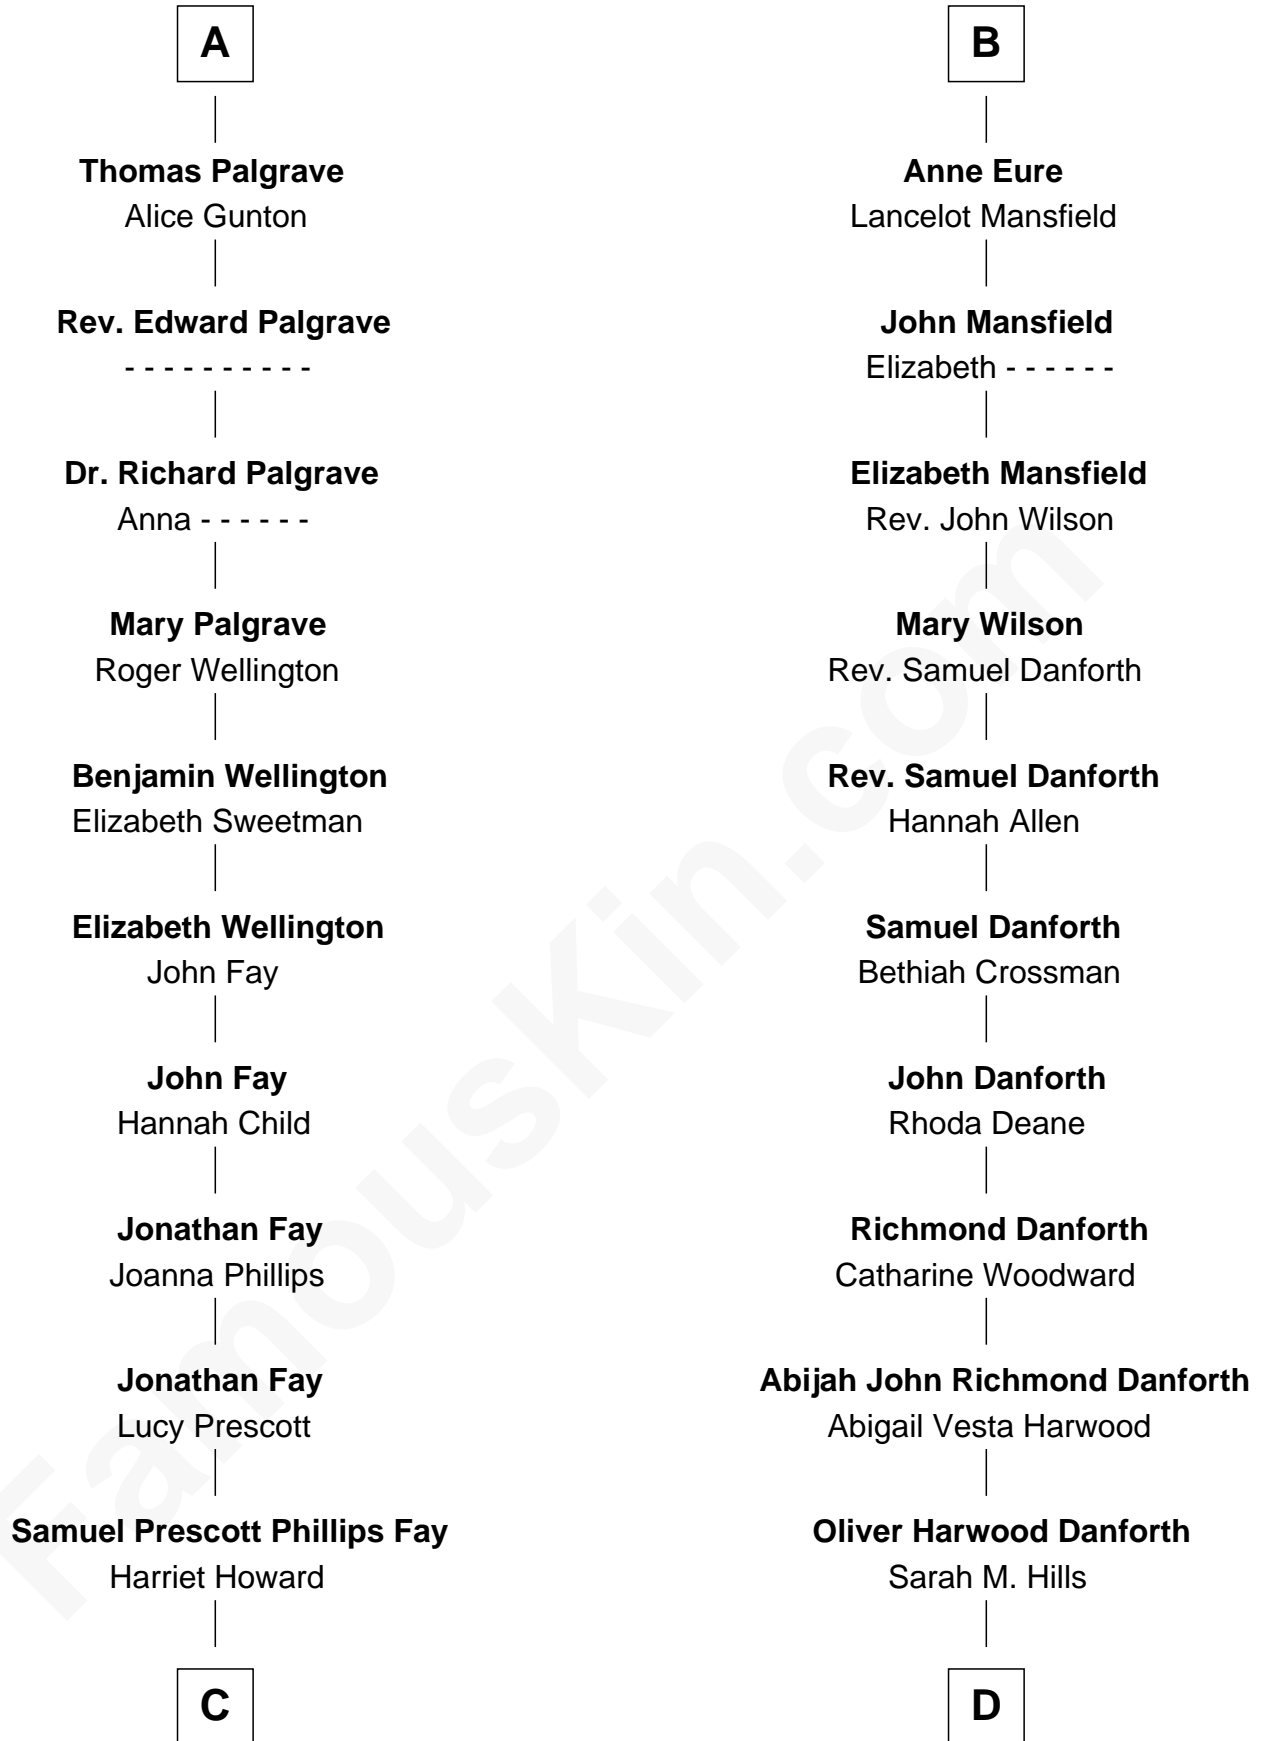 A
Thomas Palgrave
Alice Gunton
Rev. Edward Palgrave
- - - - - - - - - -
Dr. Richard Palgrave
Anna - - - - - -
Mary Palgrave
Roger Wellington
Benjamin Wellington
Elizabeth Sweetman
Elizabeth Wellington
John Fay
John Fay
Hannah Child
Jonathan Fay
Joanna Phillips
Jonathan Fay
Lucy Prescott
Samuel Prescott Phillips Fay
Harriet Howard
C
B
Anne Eure
Lancelot Mansfield
John Mansfield
Elizabeth - - - - - -
Elizabeth Mansfield
Rev. John Wilson
Mary Wilson
Rev. Samuel Danforth
Rev. Samuel Danforth
Hannah Allen
Samuel Danforth
Bethiah Crossman
John Danforth
Rhoda Deane
Richmond Danforth
Catharine Woodward
Abijah John Richmond Danforth
Abigail Vesta Harwood
Oliver Harwood Danforth
Sarah M. Hills
D
FamousKin.com